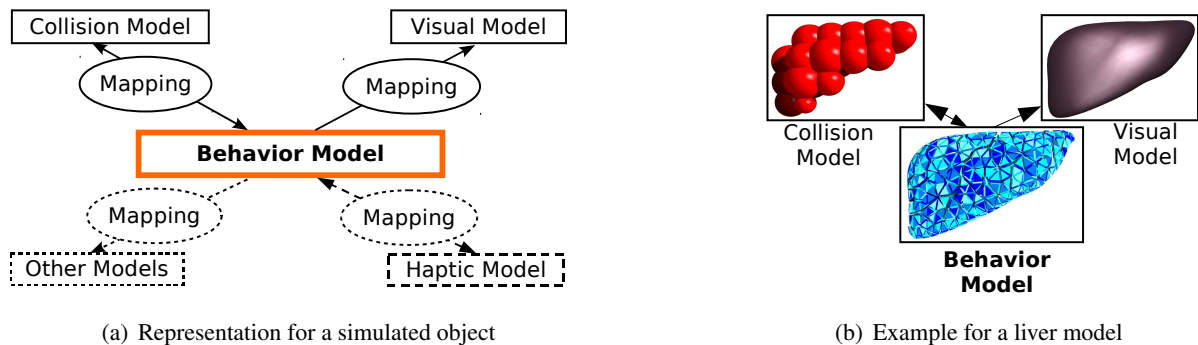 Collision Model
Visual Model
Mapping
Mapping
Behavior Model
Mapping
Mapping
Other Models
Haptic Model
(a) Representation for a simulated object
Collision
Model
Visual
Model
Behavior
Model
(b) Example for a liver model